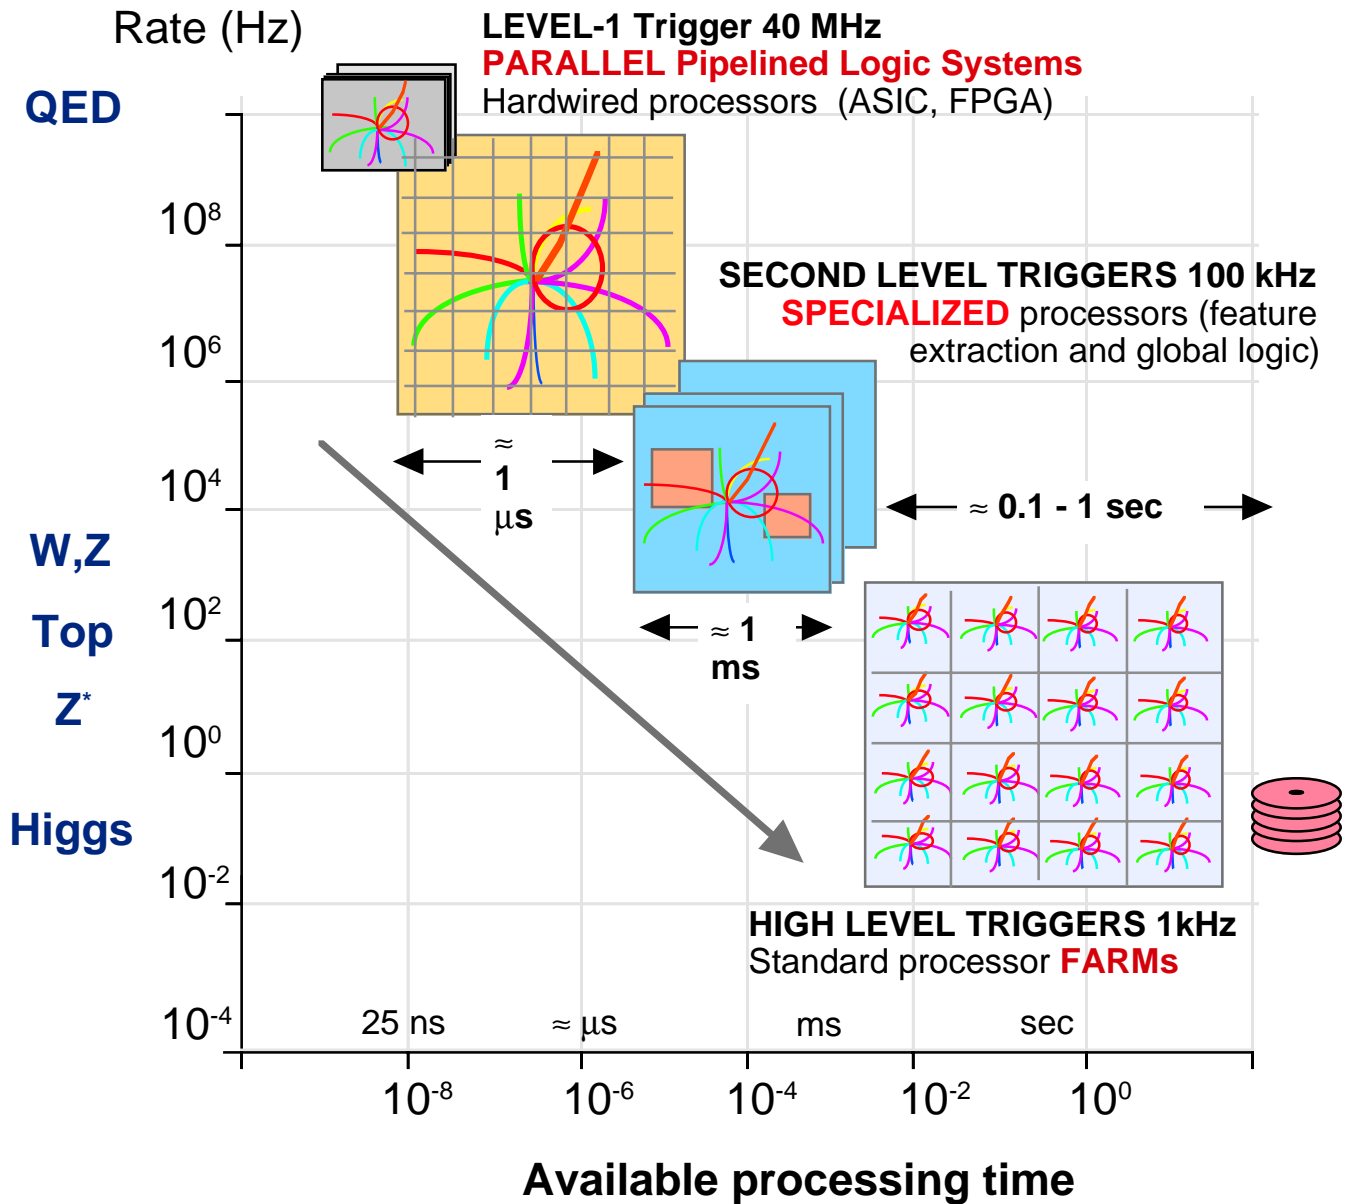 Rate (Hz)
LEVEL-1 Trigger 40 MHz
PARALLEL Pipelined Logic Systems
Hardwired processors (ASIC, FPGA)
QED
10⁸
SECOND LEVEL TRIGGERS 100 kHz
SPECIALIZED processors (feature
extraction and global logic)
10⁶
≈
1
μs
10⁴
≈ 0.1 - 1 sec
W,Z
10²
Top
≈ 1
ms
Z*
10⁰
Higgs
10⁻²
HIGH LEVEL TRIGGERS 1kHz
Standard processor FARMs
10⁻⁴
25 ns
≈ μs
ms
sec
10⁻⁸
10⁻⁶
10⁻⁴
10⁻²
10⁰
Available processing time